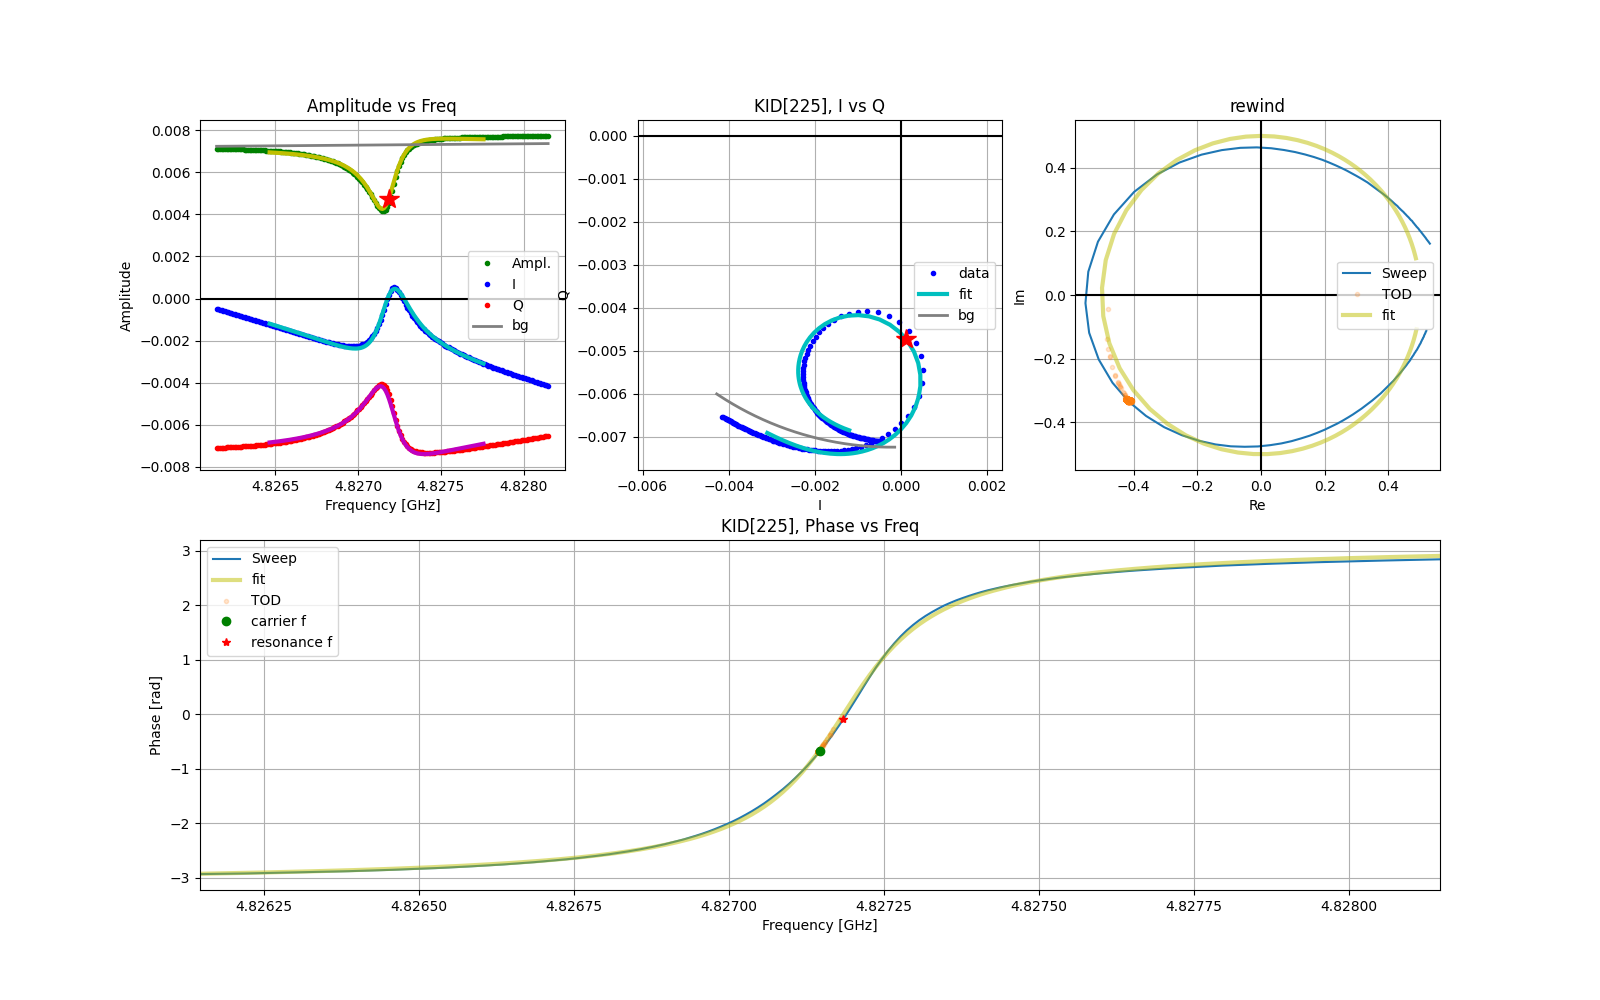 Amplitude vs Freq
0.008
0.006
0.004
0.002
0.000
−0.002
−0.004
−0.006
−0.008
Amplitude
Ampl.
I
Q
bg
4.8265
4.8270
4.8275
4.8280
Frequency [GHz]
KID[225], I vs Q
0.000
−0.001
−0.002
−0.003
−0.004
−0.005
−0.006
−0.007
Q
data
fit
bg
−0.006
−0.004
−0.002
0.000
0.002
I
rewind
0.4
0.2
0.0
−0.2
−0.4
Im
Sweep
TOD
fit
−0.4
−0.2
0.0
0.2
0.4
Re
KID[225], Phase vs Freq
3
2
1
0
−1
−2
−3
Phase [rad]
Sweep
fit
TOD
carrier f
resonance f
4.82625
4.82650
4.82675
4.82700
4.82725
4.82750
4.82775
4.82800
Frequency [GHz]